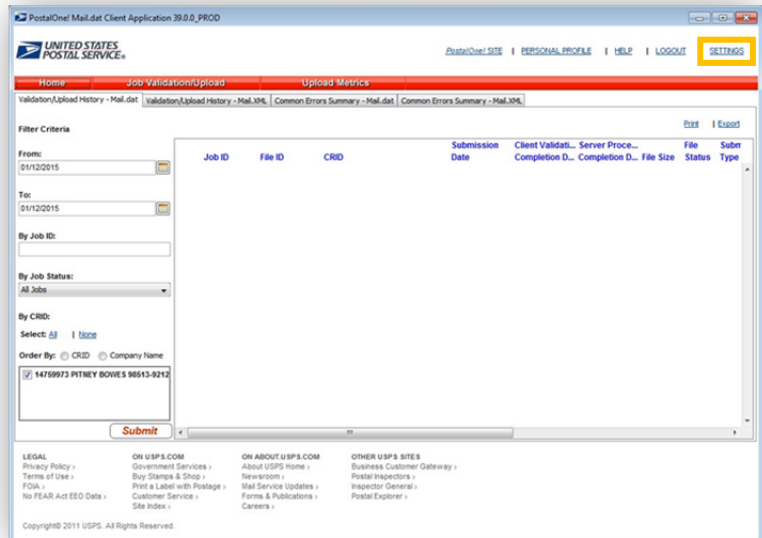 PostalOne! Mail.dat Client Application 39.0.0_PROD
UNITED STATES
POSTAL SERVICE®
PostalOne! SITE | PERSONAL PROFILE | HELP | LOGOUT SETTINGS
Home Job Validation/Upload Upload Metrics
Validation/Upload History - Mail.dat Validation/Upload History - Mail.XML Common Errors Summary - Mail.dat Common Errors Summary - Mail.XML
Filter Criteria
Print | Export
From:
01/12/2015
To:
01/12/2015
By Job ID:
By Job Status:
All Jobs
By CRID:
Select: All | None
Order By: CRID Company Name
14759973 PITNEY BOWES 98513-9212
Submit
Submission Client Validati... Server Proce... File Subm
Job ID File ID CRID Date Completion D... Completion D... File Size Status Type
LEGAL
Privacy Policy ›
Terms of Use ›
FOIA ›
No FEAR Act EEO Data ›
ON USPS.COM
Government Services ›
Buy Stamps & Shop ›
Print a Label with Postage ›
Customer Service ›
Site Index ›
ON ABOUT.USPS.COM
About USPS Home ›
Newsroom ›
Mail Service Updates ›
Forms & Publications ›
Careers ›
OTHER USPS SITES
Business Customer Gateway ›
Postal Inspectors ›
Inspector General ›
Postal Explorer ›
Copyright© 2011 USPS. All Rights Reserved.